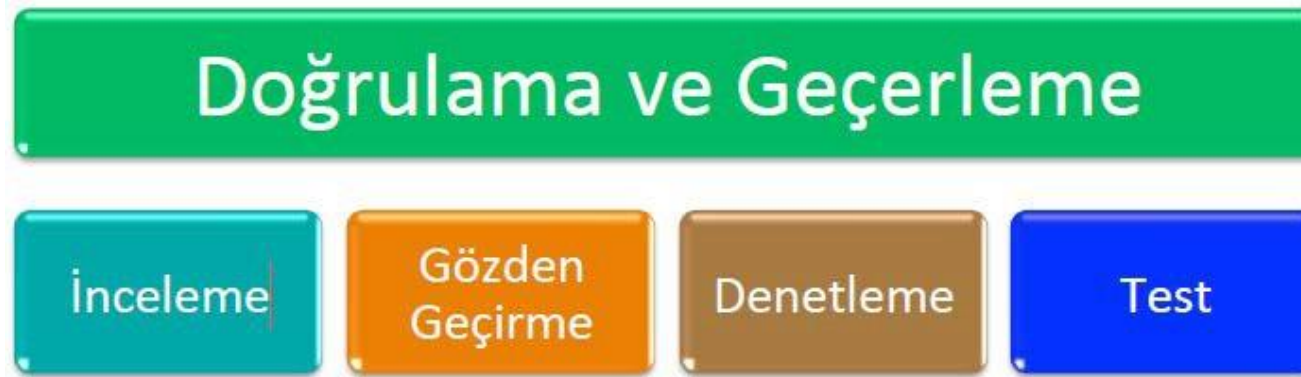 Doğrulama ve Geçerleme
İnceleme
Gözden
Geçirme
Denetleme
Test